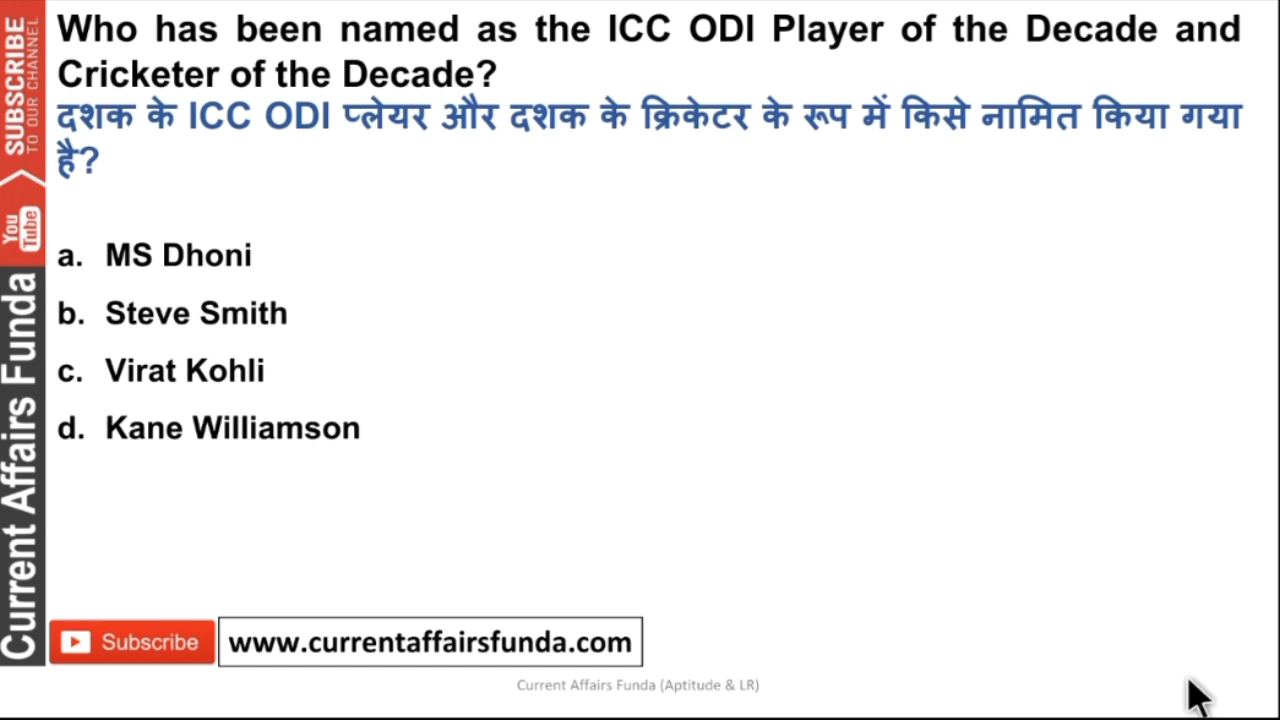 Who has been named as the ICC ODI Player of the Decade and
Cricketer of the Decade?
दशक के ICC ODI प्लेयर और दशक के क्रिकेटर के रूप में किसे नामित किया गया
है?
a. MS Dhoni
b. Steve Smith
c. Virat Kohli
d. Kane Williamson
SUBSCRIBE
TO OUR CHANNEL
You
Tube
Current Affairs Funda
Subscribe
www.currentaffairsfunda.com
Current Affairs Funda (Aptitude & LR)